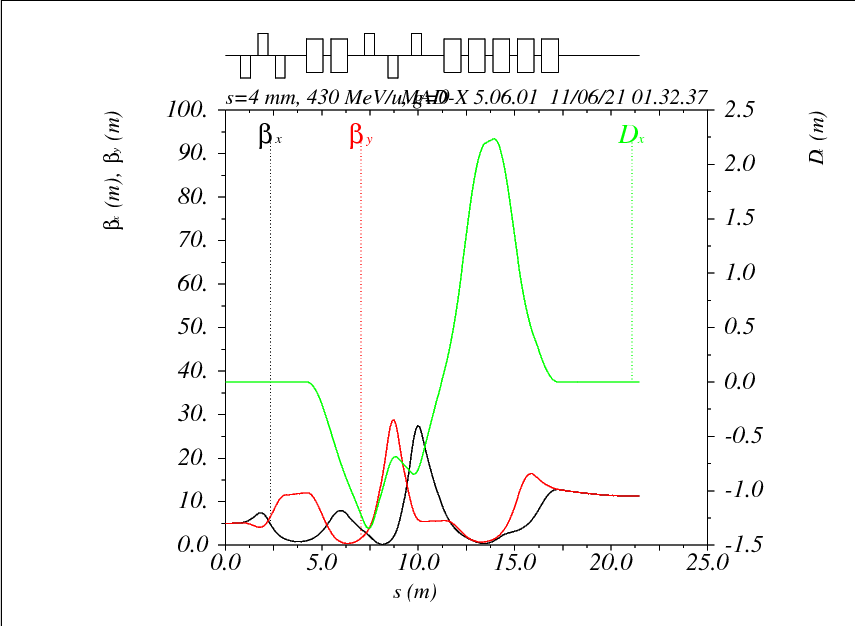 s=4 mm, 430 MeV/u, g=0 MAD-X 5.06.01 11/06/21 01.32.37
100.
90.
80.
70.
60.
50.
40.
30.
20.
10.
0.0
βx (m), βy (m)
βx
βy
Dx
2.5
2.0
1.5
1.0
0.5
0.0
-0.5
-1.0
-1.5
Dx (m)
0.0 5.0 10.0 15.0 20.0 25.0
s (m)